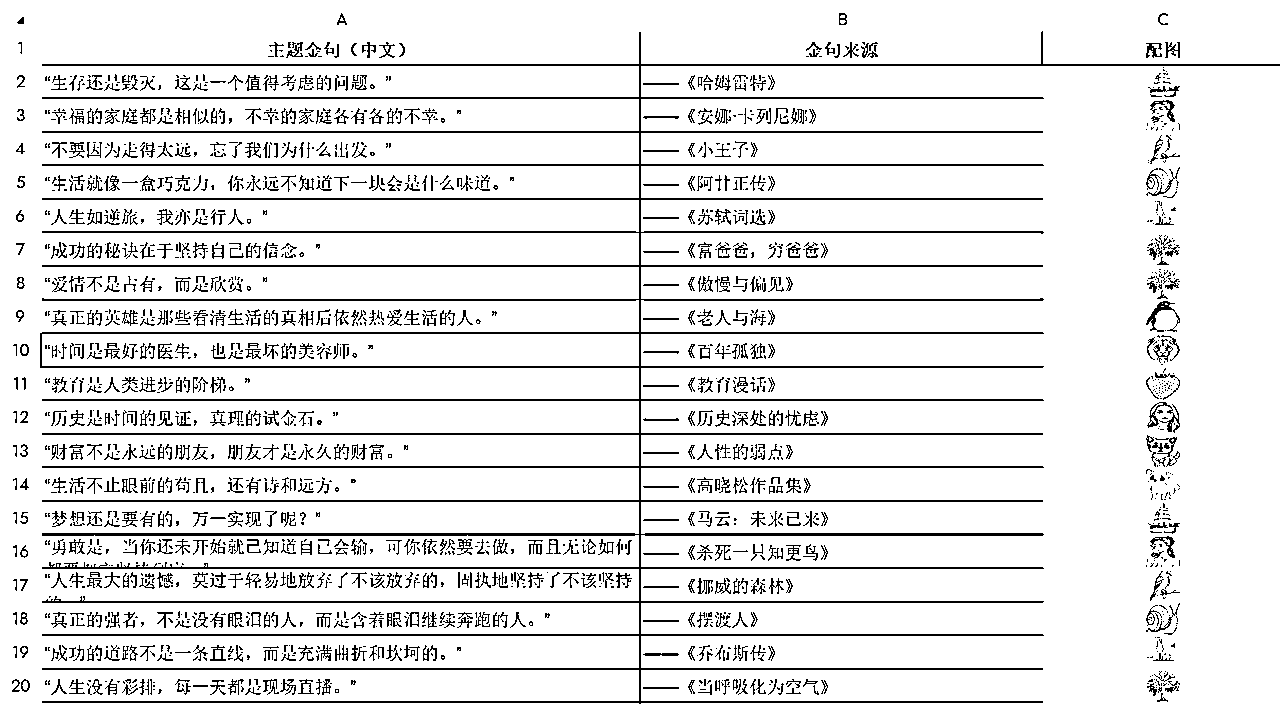 A B C
1 主题金句（中文） 金句来源 配图
2 “生存还是毁灭，这是一个值得考虑的问题。” ——《哈姆雷特》
3 “幸福的家庭都是相似的，不幸的家庭各有各的不幸。” ——《安娜·卡列尼娜》
4 “不要因为走得太远，忘了我们为什么出发。” ——《小王子》
5 “生活就像一盒巧克力，你永远不知道下一块会是什么味道。” ——《阿甘正传》
6 “人生如逆旅，我亦是行人。” ——《苏轼词选》
7 “成功的秘诀在于坚持自己的信念。” ——《富爸爸，穷爸爸》
8 “爱情不是占有，而是欣赏。” ——《傲慢与偏见》
9 “真正的英雄是那些看清生活的真相后依然热爱生活的人。” ——《老人与海》
10 “时间是最好的医生，也是最坏的美容师。” ——《百年孤独》
11 “教育是人类进步的阶梯。” ——《教育漫话》
12 “历史是时间的见证，真理的试金石。” ——《历史深处的忧虑》
13 “财富不是永远的朋友，朋友才是永久的财富。” ——《人性的弱点》
14 “生活不止眼前的苟且，还有诗和远方。” ——《高晓松作品集》
15 “梦想还是要有的，万一实现了呢？” ——《马云：未来已来》
16 “勇敢是，当你还未开始就已知道自己会输，可你依然要去做，而且无论如何 ——《杀死一只知更鸟》
17 “人生最大的遗憾，莫过于轻易地放弃了不该放弃的，固执地坚持了不该坚持 ——《挪威的森林》
18 “真正的强者，不是没有眼泪的人，而是含着眼泪继续奔跑的人。” ——《摆渡人》
19 “成功的道路不是一条直线，而是充满曲折和坎坷的。” ——《乔布斯传》
20 “人生没有彩排，每一天都是现场直播。” ——《当呼吸化为空气》